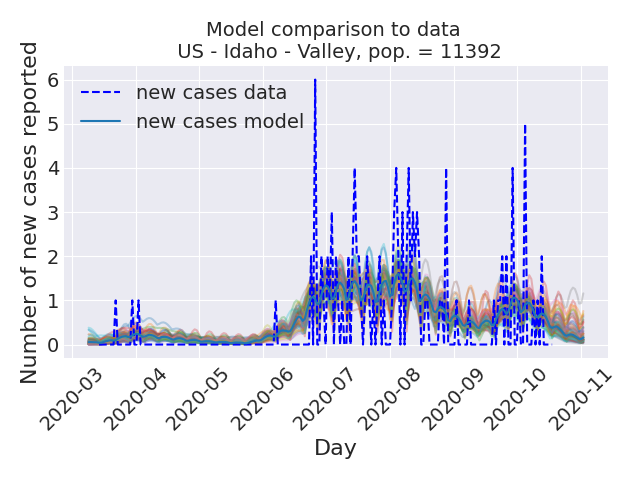 Model comparison to data
US - Idaho - Valley, pop. = 11392
Number of new cases reported
6
5
4
3
2
1
0
new cases data
new cases model
2020-03
2020-04
2020-05
2020-06
2020-07
2020-08
2020-09
2020-10
2020-11
Day